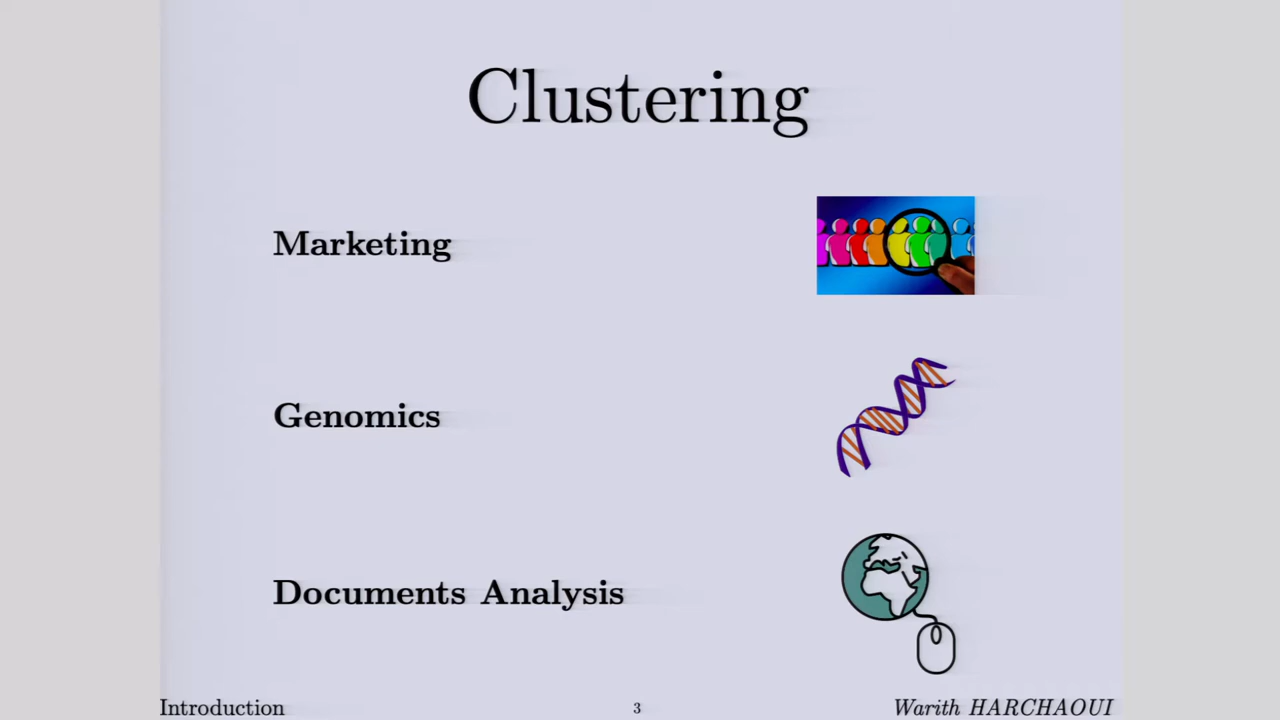 Clustering
Marketing
Genomics
Documents Analysis
Introduction
3
Warith HARCHAOUI